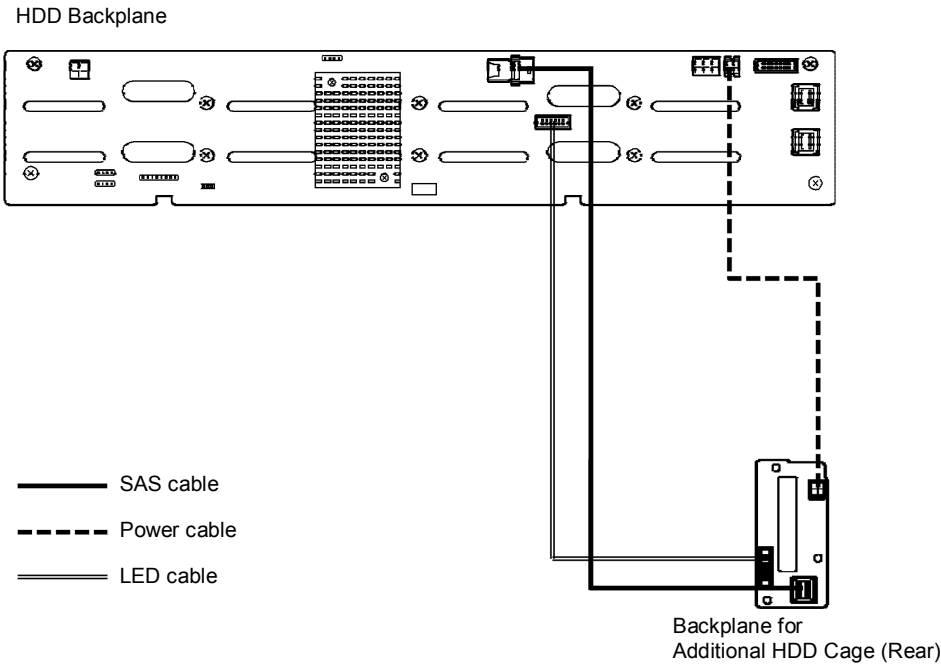 HDD Backplane
SAS cable
Power cable
LED cable
Backplane for
Additional HDD Cage (Rear)